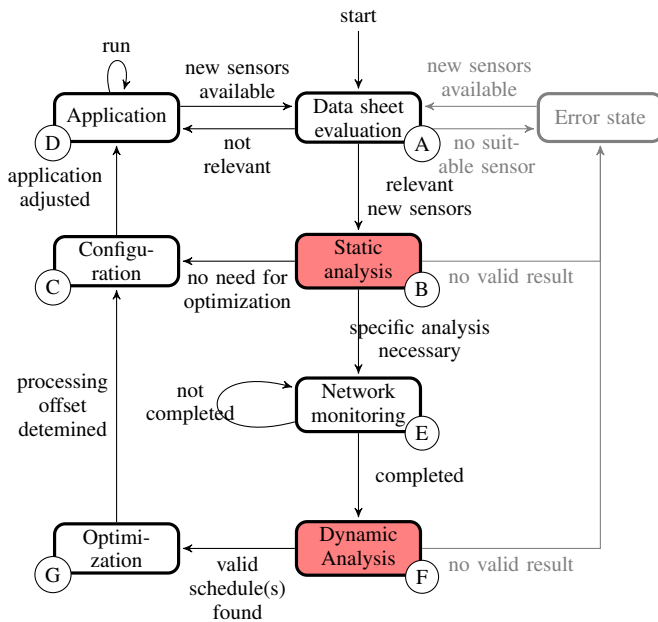 start
run
new sensors
available
new sensors
available
Application
Data sheet
evaluation
Error state
D
A
not
relevant
no suit-
able sensor
application
adjusted
relevant
new sensors
Configu-
ration
Static
analysis
C
B
no need for
optimization
no valid result
specific analysis
necessary
processing
offset
detemined
not
completed
Network
monitoring
E
completed
Optimi-
zation
Dynamic
Analysis
G
F
valid
schedule(s)
found
no valid result